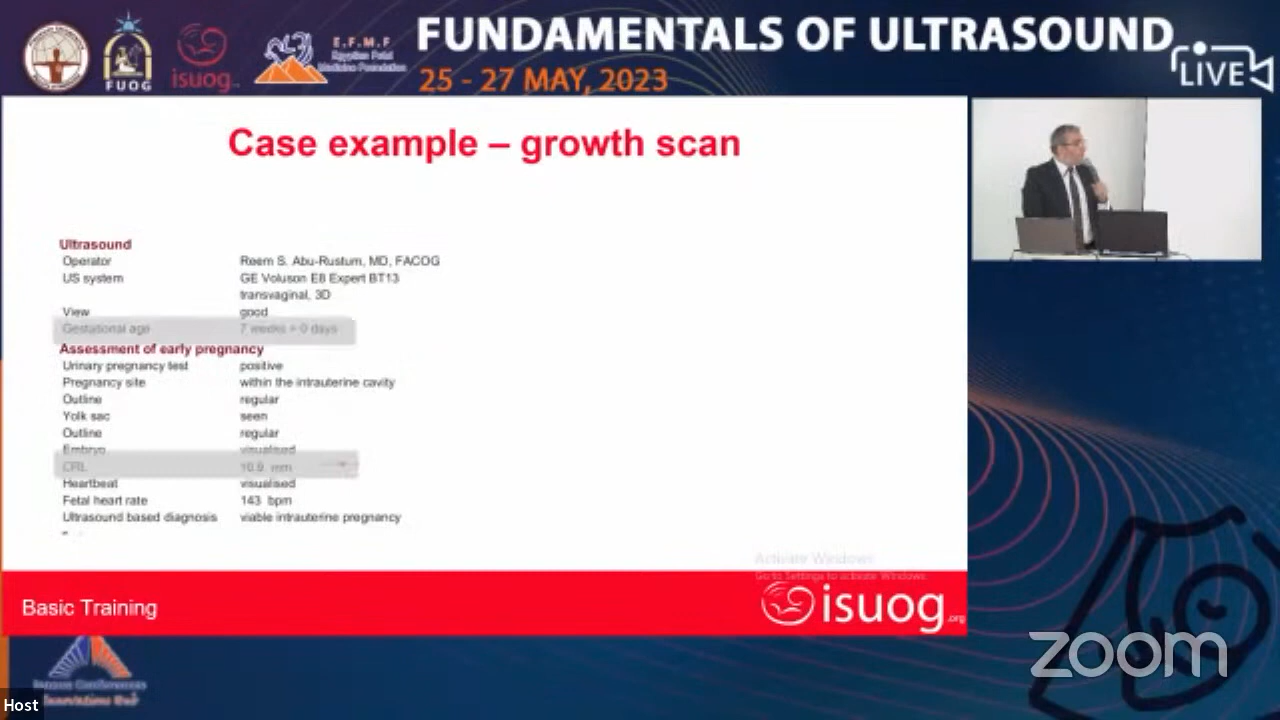 FUNDAMENTALS OF ULTRASOUND
25 - 27 MAY, 2023
LIVE
FUOG
isuog
E.F.M.F
Case example – growth scan
Ultrasound
Operator Reem S. Abu-Rustum, MD, FACOG
US system GE Voluson E8 Expert BT13
transvaginal, 3D
View good
Gestational age 7 weeks + 0 days
Assessment of early pregnancy
Urinary pregnancy test positive
Pregnancy site within the intrauterine cavity
Outline regular
Yolk sac seen
Outline regular
Embryo visualised
CRL 10.9 mm
Heartbeat visualised
Fetal heart rate 143 bpm
Ultrasound based diagnosis viable intrauterine pregnancy
Activate Windows
Go to Settings to activate Windows.
Basic Training
isuog.org
zoom
Host